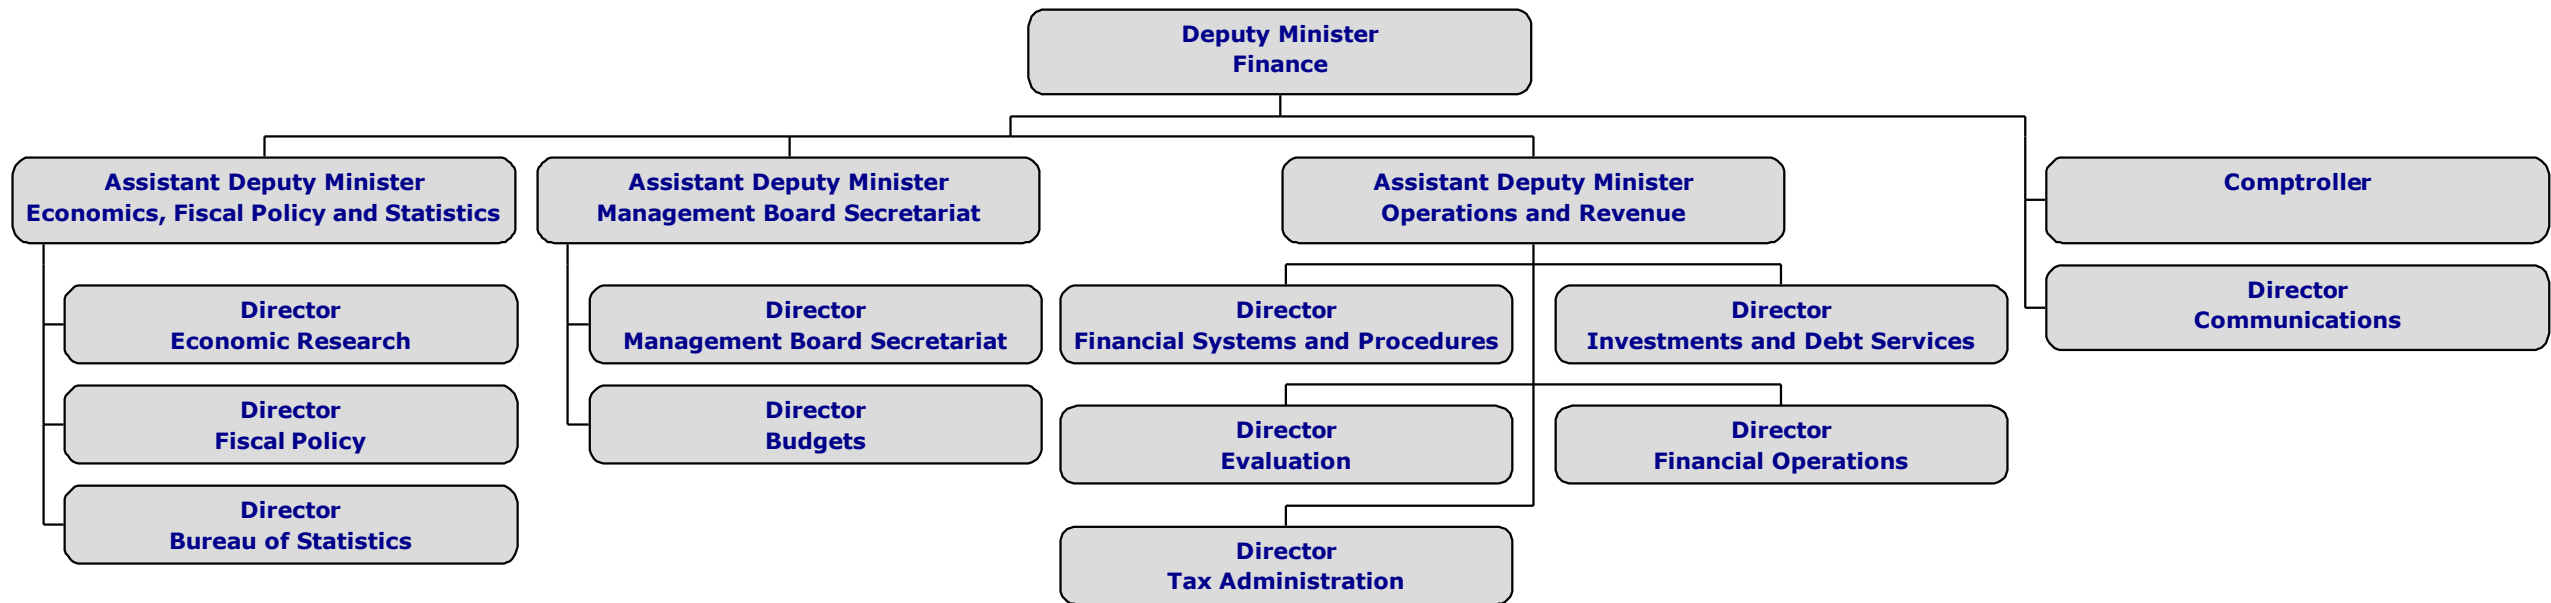 Deputy Minister
Finance
Assistant Deputy Minister
Economics, Fiscal Policy and Statistics
Assistant Deputy Minister
Management Board Secretariat
Assistant Deputy Minister
Operations and Revenue
Comptroller
Director
Economic Research
Director
Fiscal Policy
Director
Bureau of Statistics
Director
Management Board Secretariat
Director
Budgets
Director
Financial Systems and Procedures
Director
Investments and Debt Services
Director
Evaluation
Director
Financial Operations
Director
Tax Administration
Director
Communications